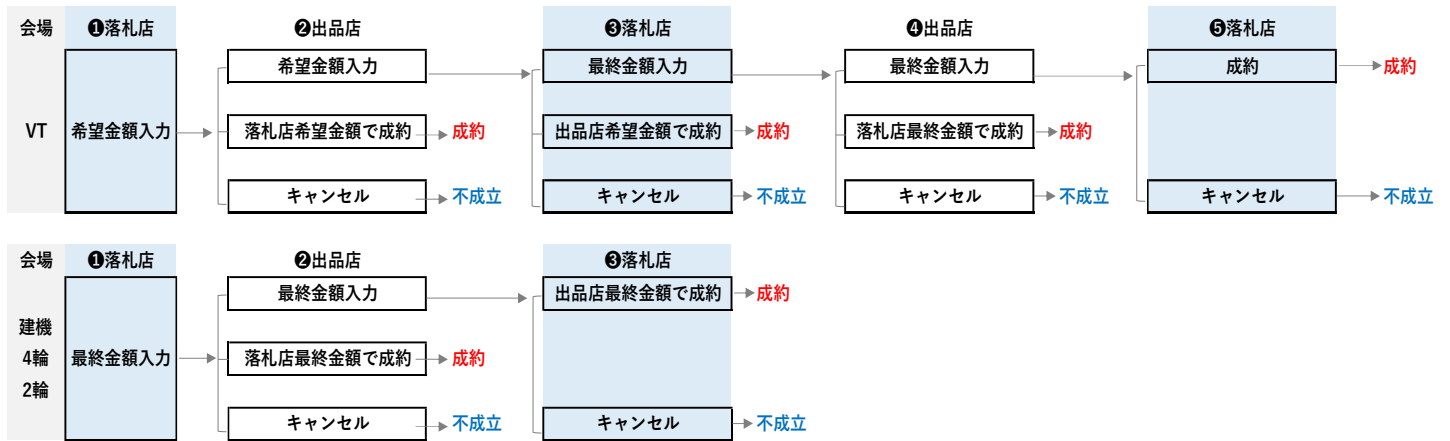 会場 ❶落札店 ❷出品店 ❸落札店 ❹出品店 ❺落札店
希望金額入力 最終金額入力 最終金額入力 成約 成約
VT 希望金額入力 落札店希望金額で成約 成約 出品店希望金額で成約 成約 落札店最終金額で成約 成約
キャンセル 不成立 キャンセル 不成立 キャンセル 不成立 キャンセル 不成立
会場 ❶落札店 ❷出品店 ❸落札店
最終金額入力 出品店最終金額で成約 成約
建機
4輪 最終金額入力 落札店最終金額で成約 成約
2輪
キャンセル 不成立 キャンセル 不成立